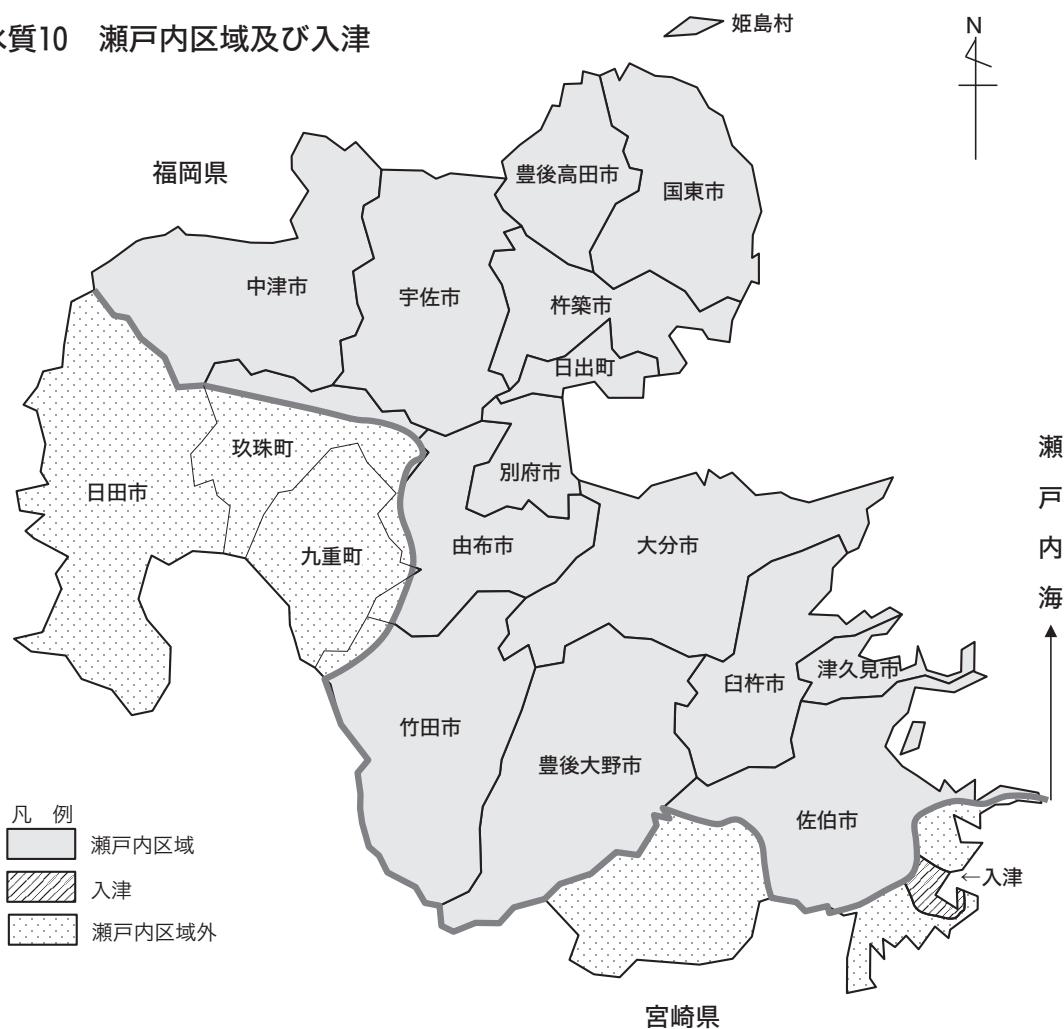 質10 瀬戸内区域及び入津
姫島村
N
福岡県
豊後高田市
国東市
中津市
宇佐市
杵築市
日出町
玖珠町
別府市
日田市
九重町
由布市
大分市
瀬戸内海
臼杵市
津久見市
竹田市
豊後大野市
佐伯市
←入津
凡 例
瀬戸内区域
入津
瀬戸内区域外
宮崎県